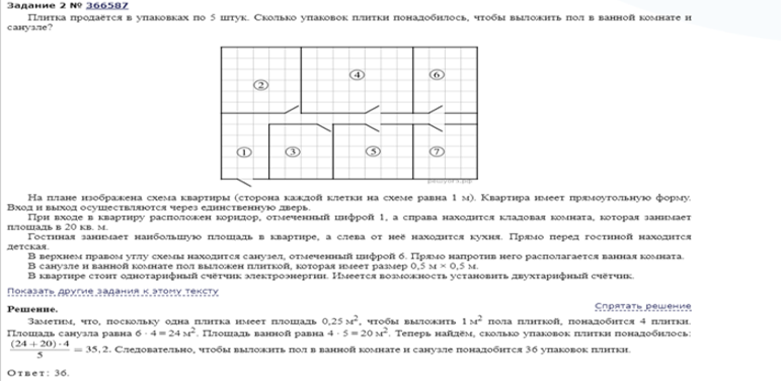 Задание 2 № 366587
Плитка продаётся в упаковках по 5 штук. Сколько упаковок плитки понадобилось, чтобы выложить пол в ванной комнате и
санузле?
2
4
6
1
3
5
7
На плане изображена схема квартиры (сторона каждой клетки на схеме равна 1 м). Квартира имеет прямоугольную форму.
Вход и выход осуществляются через единственную дверь.
При входе в квартиру расположен коридор, отмеченный цифрой 1, а справа находится кладовая комната, которая занимает
площадь в 20 кв. м.
Гостиная занимает наибольшую площадь в квартире, а слева от неё находится кухня. Прямо перед гостиной находится
детская.
В верхнем правом углу схемы находится санузел, отмеченный цифрой 6. Прямо напротив него располагается ванная комната.
В санузле и ванной комнате пол выложен плиткой, которая имеет размер 0,5 м × 0,5 м.
В квартире стоит однотарифный счётчик электроэнергии. Имеется возможность установить двухтарифный счётчик.
Показать другие задания к этому тексту
Спрятать решение
Решение.
Заметим, что, поскольку одна плитка имеет площадь 0,25 м², чтобы выложить 1 м² пола плиткой, понадобится 4 плитки.
Площадь санузла равна 6 · 4 = 24 м². Площадь ванной равна 4 · 5 = 20 м². Теперь найдём, сколько упаковок плитки понадобилось:
(24 + 20) · 4
5
= 35,2. Следовательно, чтобы выложить пол в ванной комнате и санузле понадобится 36 упаковок плитки.
Ответ: 36.